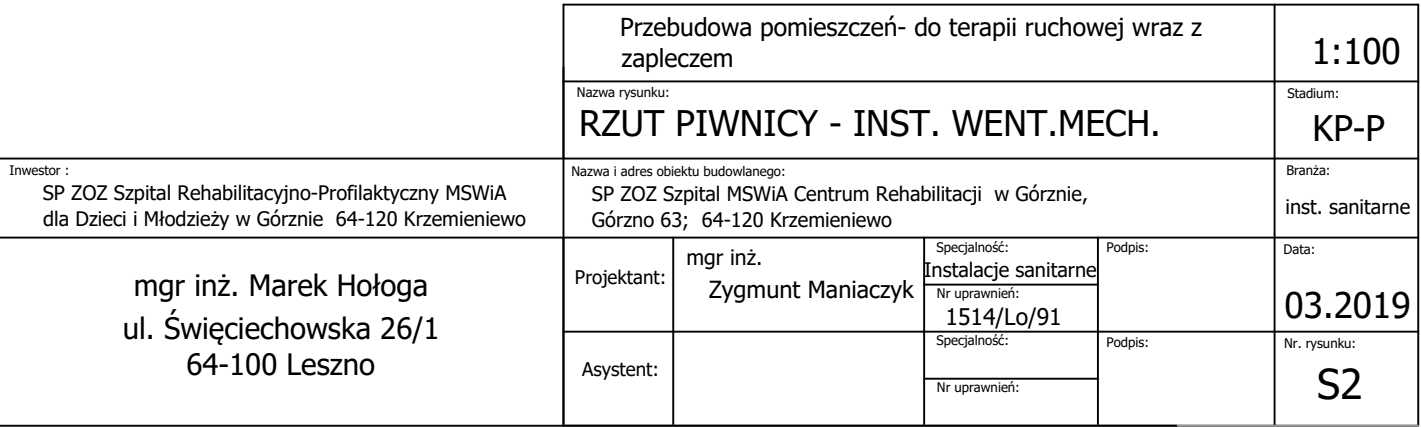 Przebudowa pomieszczeń- do terapii ruchowej wraz z
zapleczem
1:100
Nazwa rysunku:
RZUT PIWNICY - INST. WENT.MECH.
Stadium:
KP-P
Inwestor :
SP ZOZ Szpital Rehabilitacyjno-Profilaktyczny MSWiA
dla Dzieci i Młodzieży w Górznie 64-120 Krzemieniewo
Nazwa i adres obiektu budowlanego:
SP ZOZ Szpital MSWiA Centrum Rehabilitacji w Górznie,
Górzno 63; 64-120 Krzemieniewo
Branża:
inst. sanitarne
mgr inż. Marek Hołoga
ul. Święciechowska 26/1
64-100 Leszno
Projektant:
mgr inż.
Zygmunt Maniaczyk
Specjalność:
Instalacje sanitarne
Nr uprawnień:
1514/Lo/91
Podpis:
Data:
03.2019
Asystent:
Specjalność:
Nr uprawnień:
Podpis:
Nr. rysunku:
S2